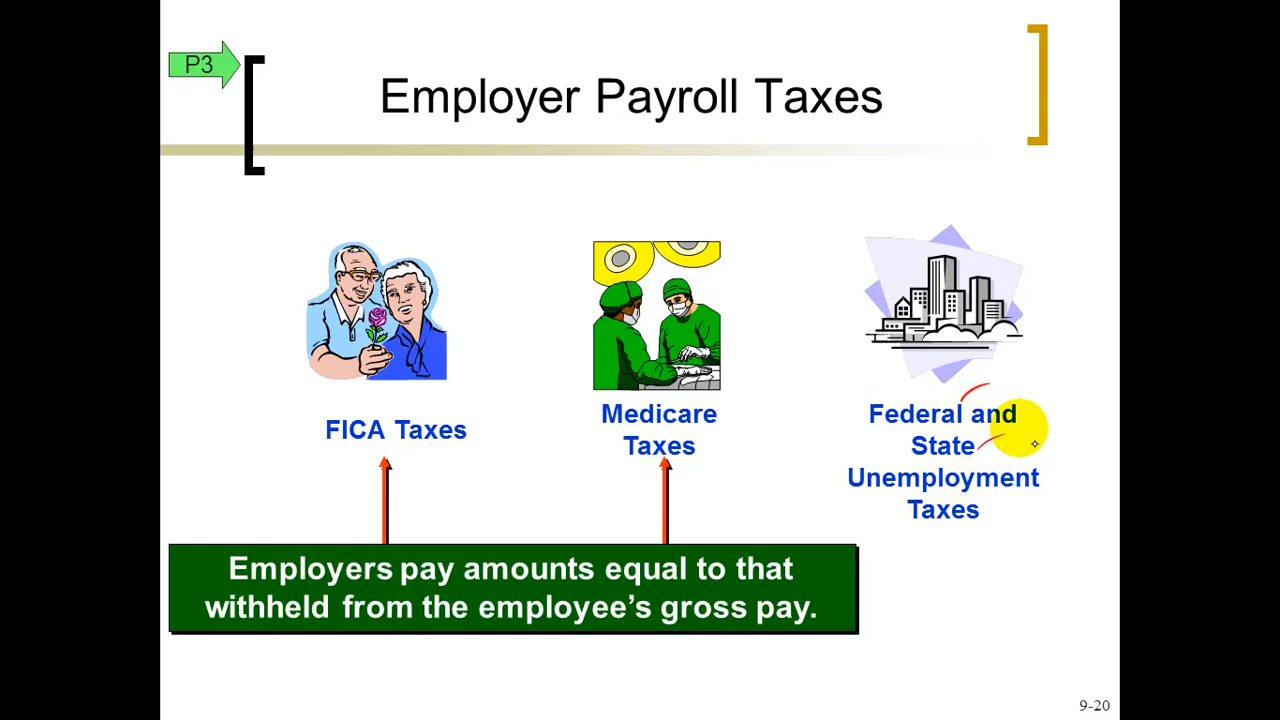 P3
Employer Payroll Taxes
FICA Taxes
Medicare
Taxes
Federal and
State
Unemployment
Taxes
Employers pay amounts equal to that
withheld from the employee’s gross pay.
9-20